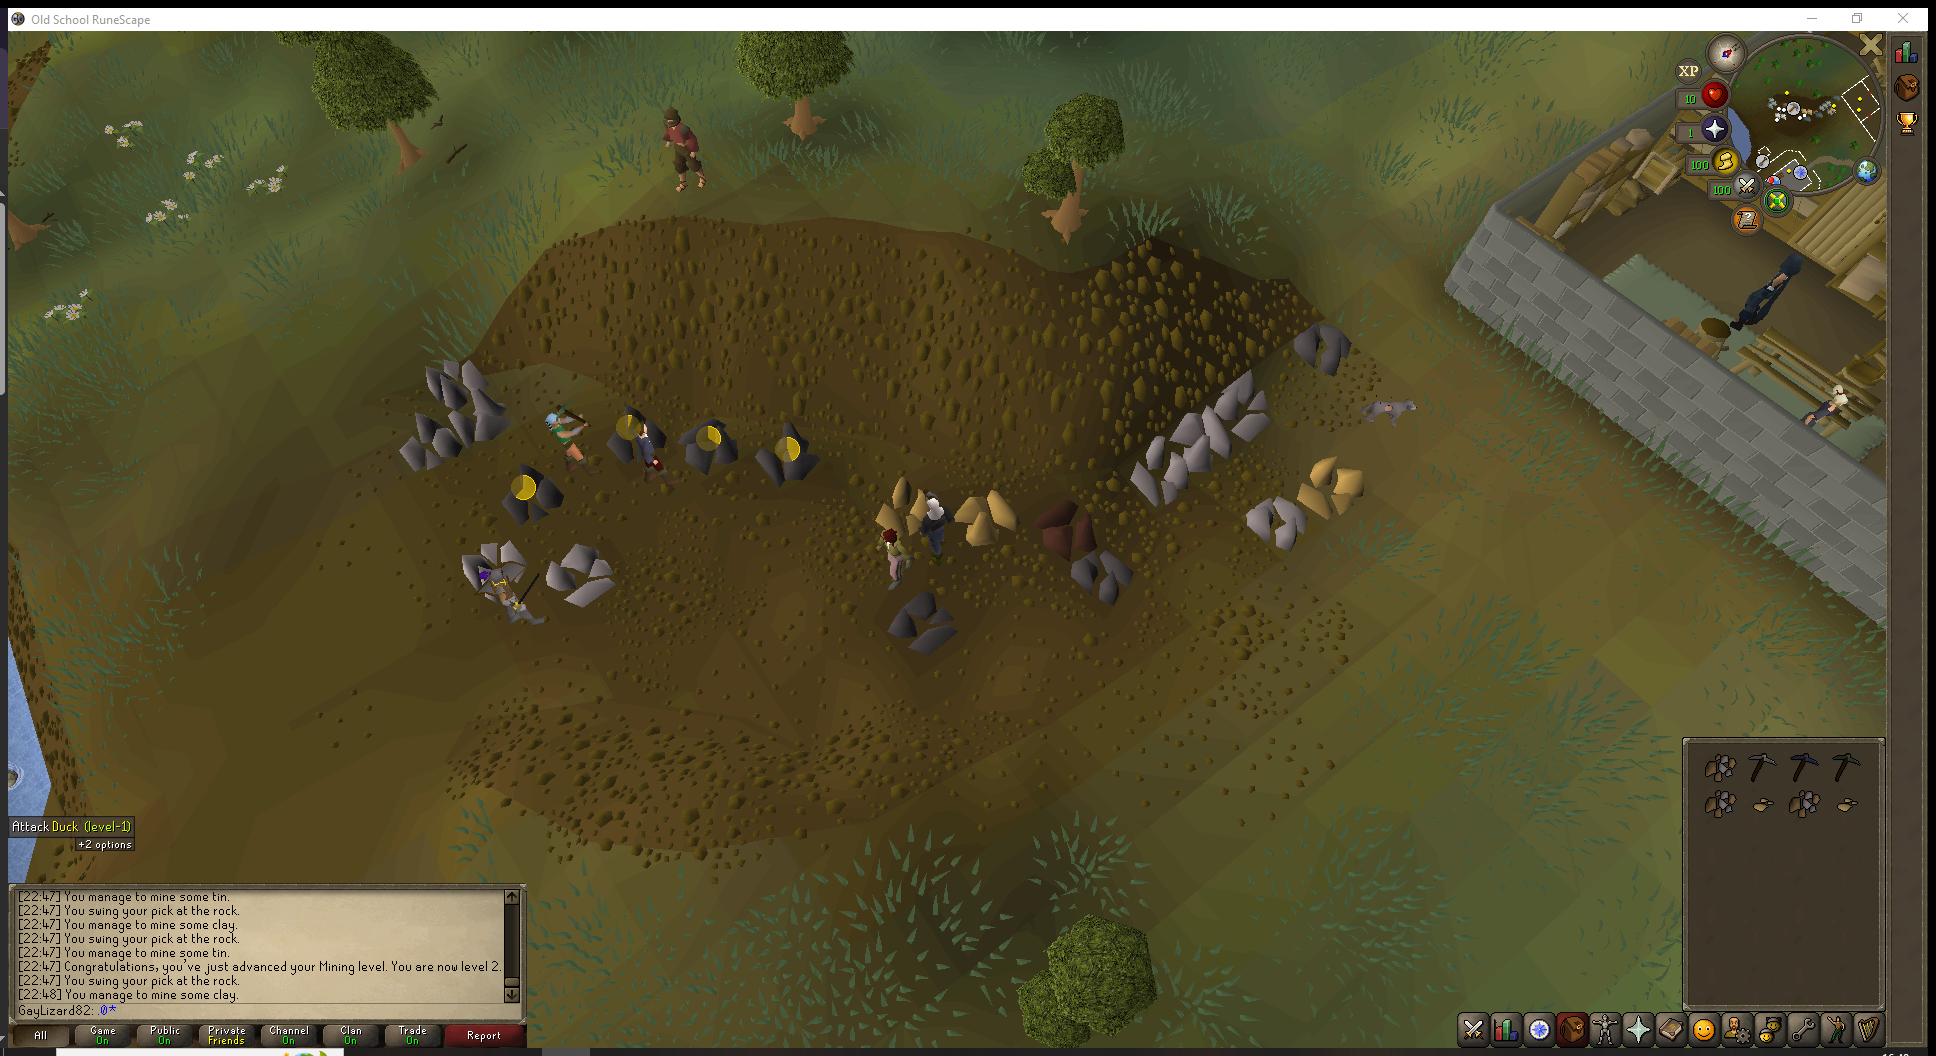 Old School RuneScape
XP
10
1
100
100
Attack Duck (level-1)
+2 options
[22:47] You manage to mine some tin.
[22:47] You swing your pick at the rock.
[22:47] You manage to mine some clay.
[22:47] You swing your pick at the rock.
[22:47] You manage to mine some tin.
[22:47] Congratulations, you've just advanced your Mining level. You are now level 2.
[22:47] You swing your pick at the rock.
[22:48] You manage to mine some clay.
GayLizard82: .0*
All Game Public Private Channel Clan Trade Report
On On Friends On On On